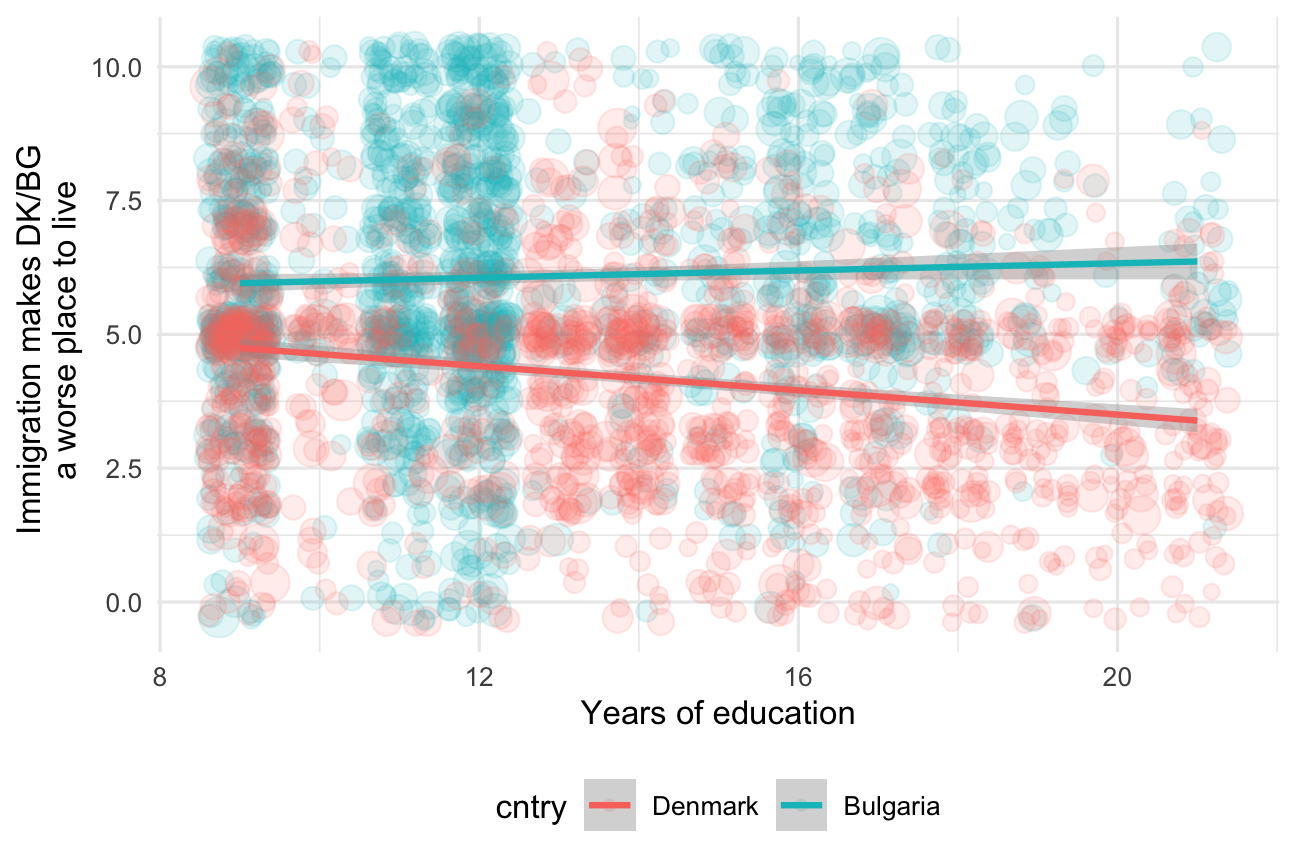 Immigration makes DK/BG
a worse place to live
10.0
7.5
5.0
2.5
0.0
8 12 16 20
Years of education
cntry Denmark Bulgaria